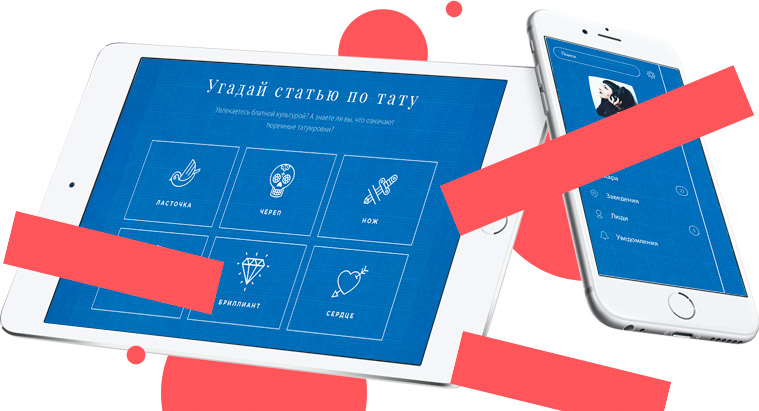 Угадай статью по тату
Увлекаетесь блатной культурой? А знаете ли вы, что означают
тюремные татуировки?
ЛАСТОЧКА
ЧЕРЕП
НОЖ
БРИЛЛИАНТ
СЕРДЦЕ
Поиск
Заведения
Люди
Уведомления